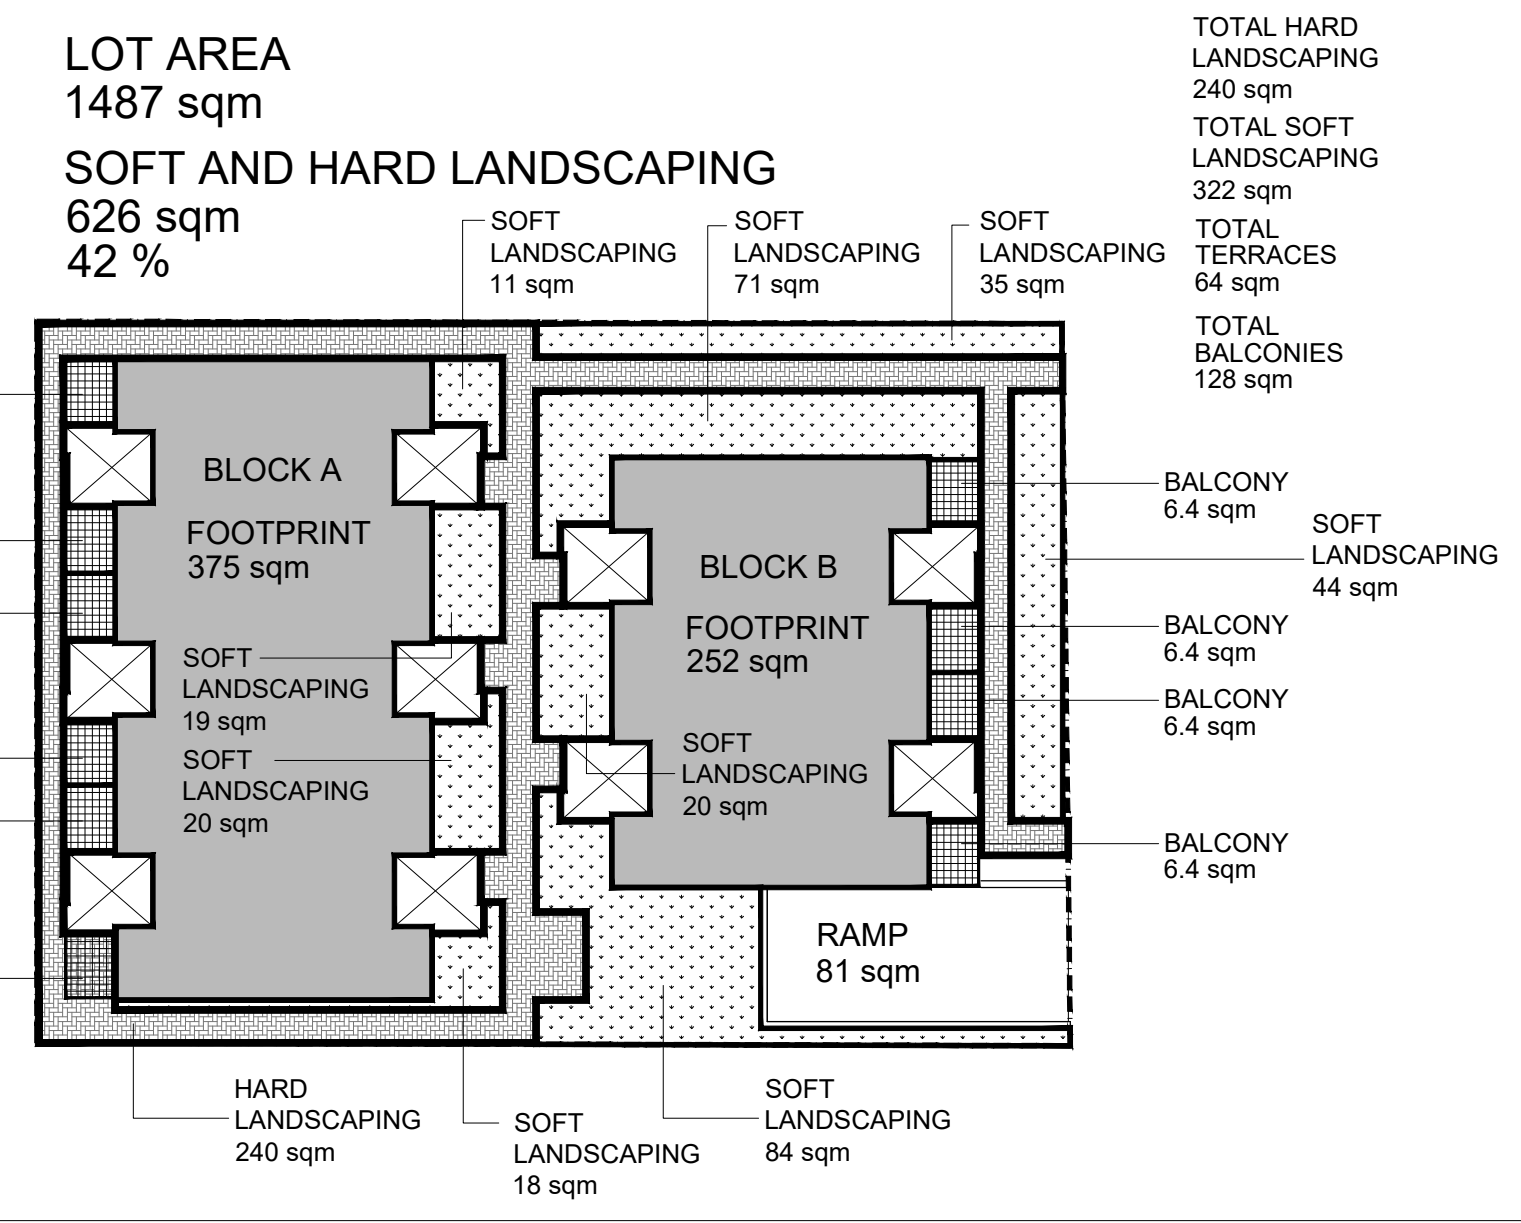 LOT AREA
1487 sqm
SOFT AND HARD LANDSCAPING
626 sqm
42 %
TOTAL HARD
LANDSCAPING
240 sqm
TOTAL SOFT
LANDSCAPING
322 sqm
TOTAL
TERRACES
64 sqm
TOTAL
BALCONIES
128 sqm
SOFT
LANDSCAPING
11 sqm
SOFT
LANDSCAPING
71 sqm
SOFT
LANDSCAPING
35 sqm
BLOCK A
FOOTPRINT
375 sqm
SOFT
LANDSCAPING
19 sqm
SOFT
LANDSCAPING
20 sqm
BLOCK B
FOOTPRINT
252 sqm
SOFT
LANDSCAPING
20 sqm
BALCONY
6.4 sqm
SOFT
LANDSCAPING
44 sqm
BALCONY
6.4 sqm
BALCONY
6.4 sqm
BALCONY
6.4 sqm
RAMP
81 sqm
HARD
LANDSCAPING
240 sqm
SOFT
LANDSCAPING
18 sqm
SOFT
LANDSCAPING
84 sqm